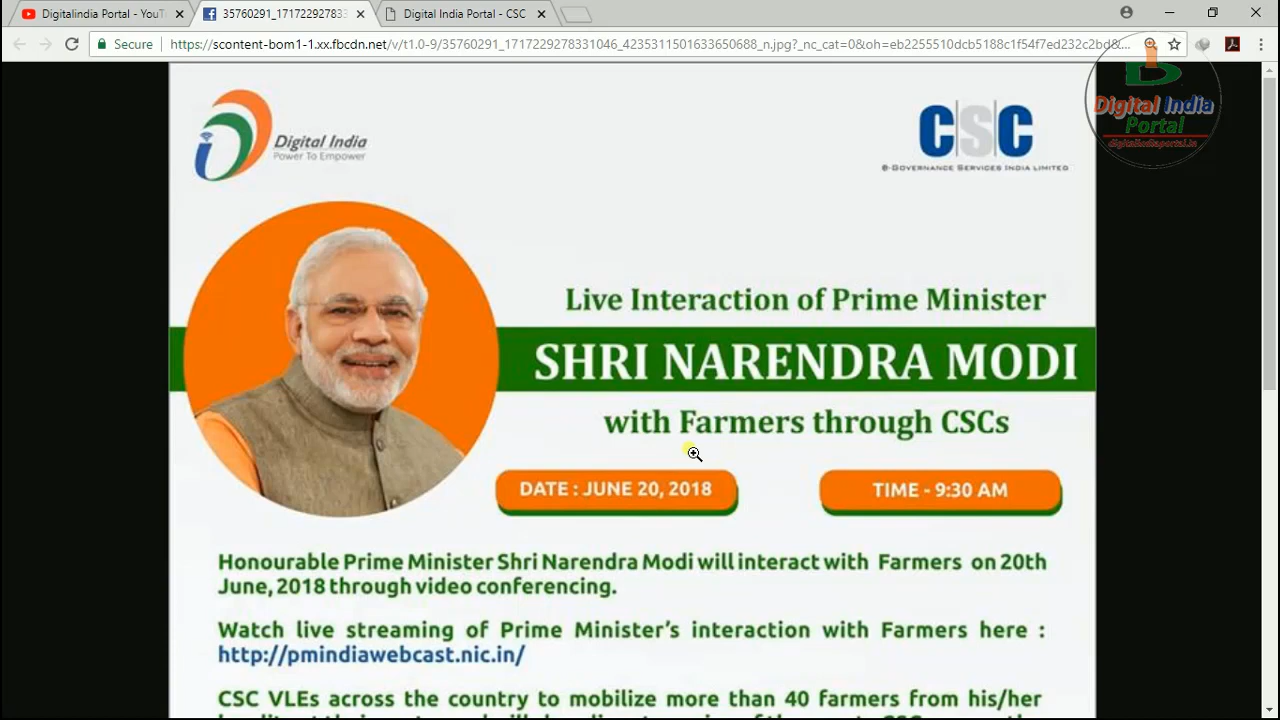 Digitalindia Portal - YouT
35760291_17172292783
Digital India Portal - CSC
Secure
https://scontent-bom1-1.xx.fbcdn.net/v/t1.0-9/35760291_1717229278331046_4235311501633650688_n.jpg?_nc_cat=0&oh=eb2255510dcb5188c1f54f7ed232c2bd&...
Digital India
Portal
digitalindiaportal.in
Digital India
Power To Empower
CSC
e-Governance Services India Limited
Live Interaction of Prime Minister
SHRI NARENDRA MODI
with Farmers through CSCs
DATE : JUNE 20, 2018
TIME - 9:30 AM
Honourable Prime Minister Shri Narendra Modi will interact with Farmers on 20th
June, 2018 through video conferencing.
Watch live streaming of Prime Minister's interaction with Farmers here :
http://pmindiawebcast.nic.in/
CSC VLEs across the country to mobilize more than 40 farmers from his/her